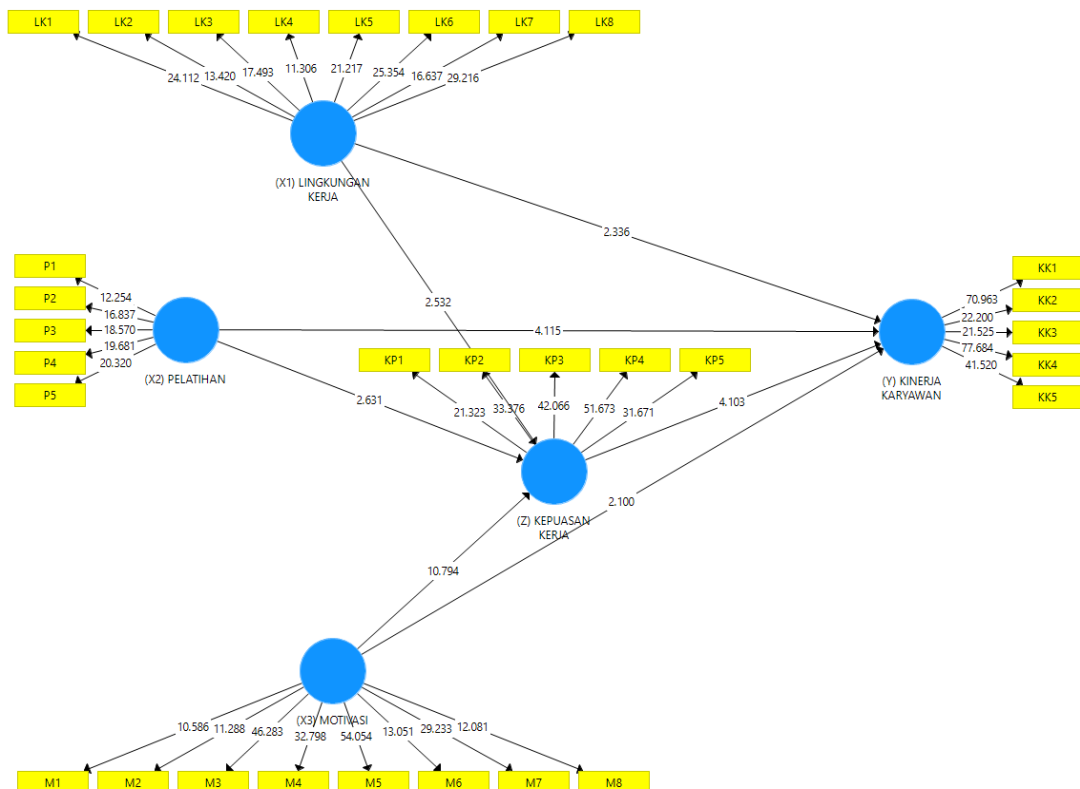 LK1 LK2 LK3 LK4 LK5 LK6 LK7 LK8
24.112 13.420 17.493 11.306 21.217 25.354 16.637 29.216
(X1) LINGKUNGAN
KERJA
2.336
P1
P2
P3
P4
P5
12.254
16.837
18.570
19.681
20.320
(X2) PELATIHAN
2.532
4.115
2.631
KP1 KP2 KP3 KP4 KP5
21.323 33.376 42.066 51.673 31.671
4.103
KK1
KK2
KK3
KK4
KK5
70.963
22.200
21.525
77.684
41.520
(Y) KINERJA
KARYAWAN
(Z) KEPUASAN
KERJA
2.100
10.794
(X3) MOTIVASI
10.586 11.288 46.283 32.798 54.054 13.051 29.233 12.081
M1 M2 M3 M4 M5 M6 M7 M8